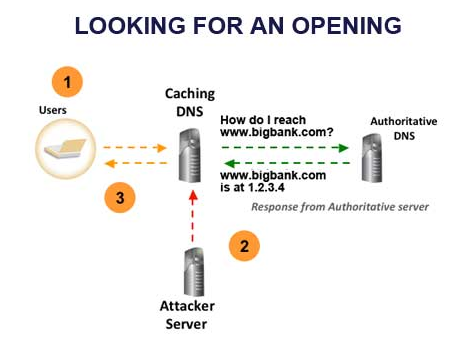 LOOKING FOR AN OPENING
1
Users
Caching
DNS
How do I reach
www.bigbank.com?
Authoritative
DNS
www.bigbank.com
is at 1.2.3.4
3
Response from Authoritative server
2
Attacker
Server